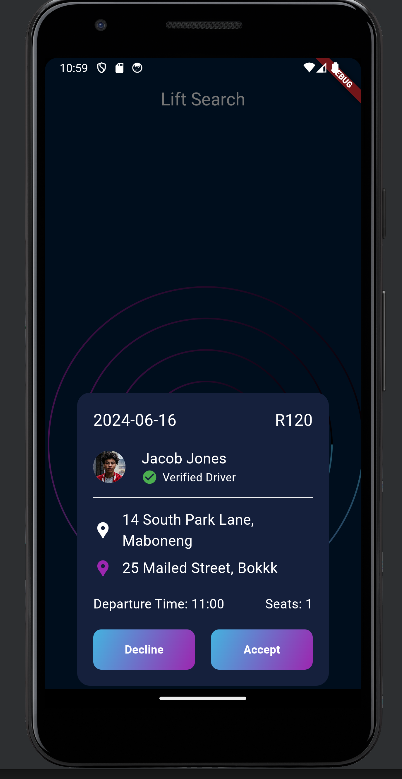 10:59
DEBUG
Lift Search
2024-06-16 R120
Jacob Jones
Verified Driver
14 South Park Lane,
Maboneng
25 Mailed Street, Bokkk
Departure Time: 11:00 Seats: 1
Decline Accept